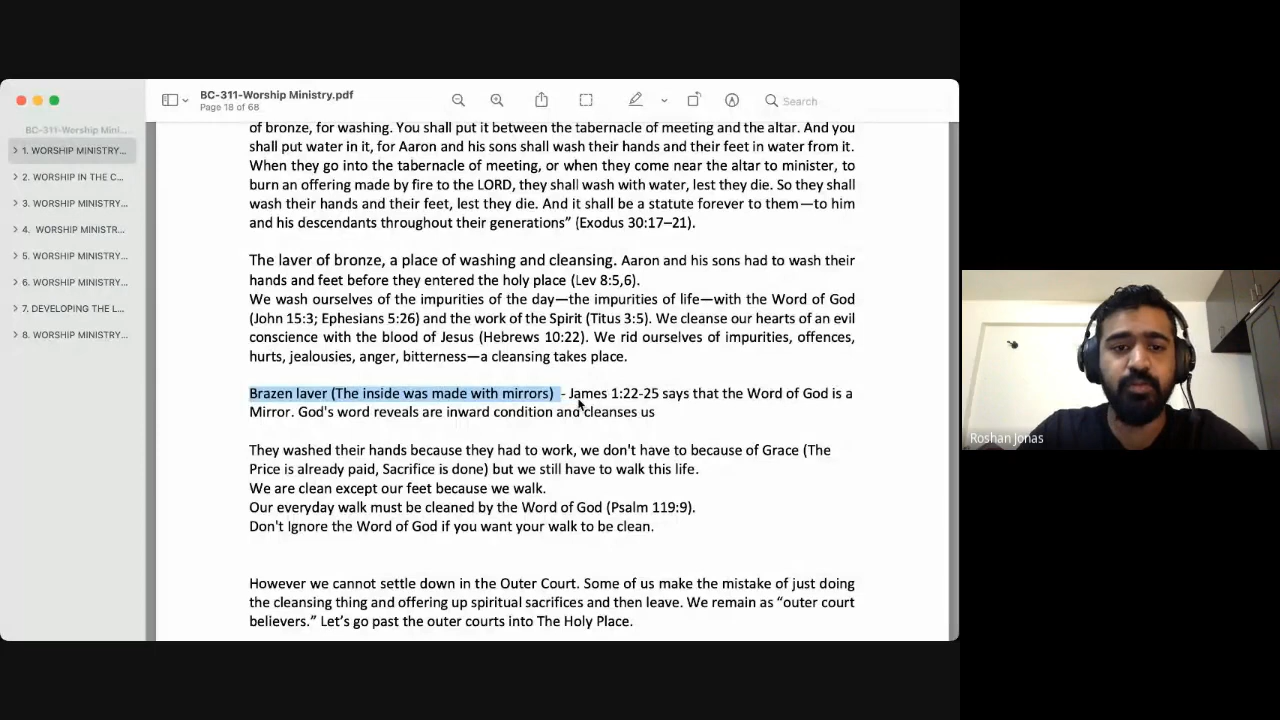 BC-311-Worship Ministry.pdf
Page 18 of 68
Search
BC-311-Worship Mini...
1. WORSHIP MINISTRY...
2. WORSHIP IN THE C...
3. WORSHIP MINISTRY...
4. WORSHIP MINISTR...
5. WORSHIP MINISTRY...
6. WORSHIP MINISTRY...
7. DEVELOPING THE L...
8. WORSHIP MINISTRY...
of bronze, for washing. You shall put it between the tabernacle of meeting and the altar. And you
shall put water in it, for Aaron and his sons shall wash their hands and their feet in water from it.
When they go into the tabernacle of meeting, or when they come near the altar to minister, to
burn an offering made by fire to the LORD, they shall wash with water, lest they die. So they shall
wash their hands and their feet, lest they die. And it shall be a statute forever to them—to him
and his descendants throughout their generations” (Exodus 30:17–21).
The laver of bronze, a place of washing and cleansing. Aaron and his sons had to wash their
hands and feet before they entered the holy place (Lev 8:5,6).
We wash ourselves of the impurities of the day—the impurities of life—with the Word of God
(John 15:3; Ephesians 5:26) and the work of the Spirit (Titus 3:5). We cleanse our hearts of an evil
conscience with the blood of Jesus (Hebrews 10:22). We rid ourselves of impurities, offences,
hurts, jealousies, anger, bitterness—a cleansing takes place.
Brazen laver (The inside was made with mirrors) - James 1:22-25 says that the Word of God is a
Mirror. God's word reveals are inward condition and cleanses us
They washed their hands because they had to work, we don't have to because of Grace (The
Price is already paid, Sacrifice is done) but we still have to walk this life.
We are clean except our feet because we walk.
Our everyday walk must be cleaned by the Word of God (Psalm 119:9).
Don't Ignore the Word of God if you want your walk to be clean.
However we cannot settle down in the Outer Court. Some of us make the mistake of just doing
the cleansing thing and offering up spiritual sacrifices and then leave. We remain as “outer court
believers.” Let’s go past the outer courts into The Holy Place.
Roshan Jonas